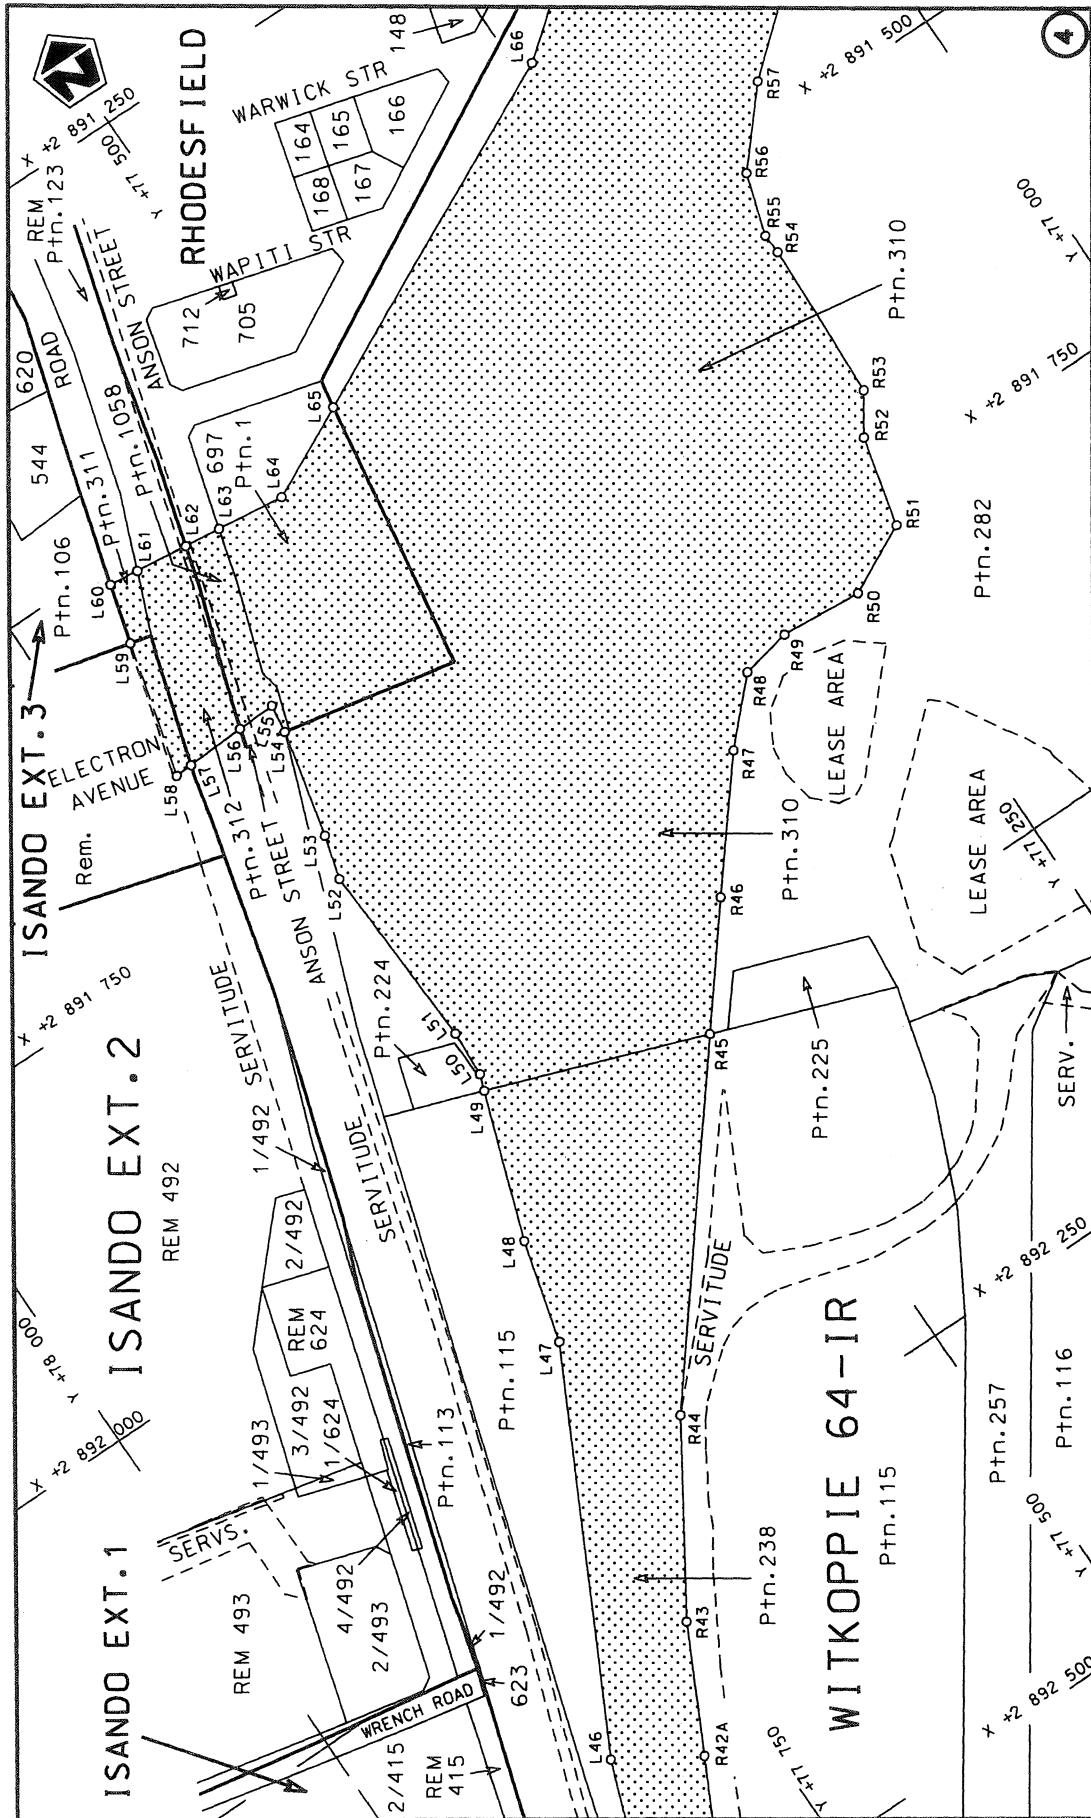 ISANDO EXT.1
ISANDO EXT.2
ISANDO EXT.3
RHODESFIELD
WITKOPPIE 64-IR
4
X +2 891 250
Y +77 500
X +2 891 500
Y +77 000
X +2 891 750
Y +77 250
X +2 891 750
Y +78 000
X +2 892 000
X +2 892 250
Y +77 500
X +2 892 500
Y +77 750
REM
Ptn.123
620
ROAD
544
Ptn.106
Ptn.311
Ptn.1058
ANSON STREET
WARWICK STR
148
164
165
166
168
167
WAPITI STR
712
705
697
Ptn.1
ELECTRON
AVENUE
Rem.
Ptn.312
ANSON STREET
SERVITUDE
1/492
REM 492
2/492
REM
624
3/492
1/624
1/493
SERVS.
REM 493
4/492
2/493
Ptn.113
1/492
623
WRENCH ROAD
2/415
REM
415
Ptn.224
SERVITUDE
Ptn.115
Ptn.310
Ptn.282
LEASE AREA
LEASE AREA
Ptn.310
Ptn.225
SERV.
SERVITUDE
Ptn.238
Ptn.115
Ptn.257
Ptn.116
L46
L47
L48
L49
L50
L51
L52
L53
L54
L55
L56
L57
L58
L59
L60
L61
L62
L63
L64
L65
L66
R42A
R43
R44
R45
R46
R47
R48
R49
R50
R51
R52
R53
R54
R55
R56
R57